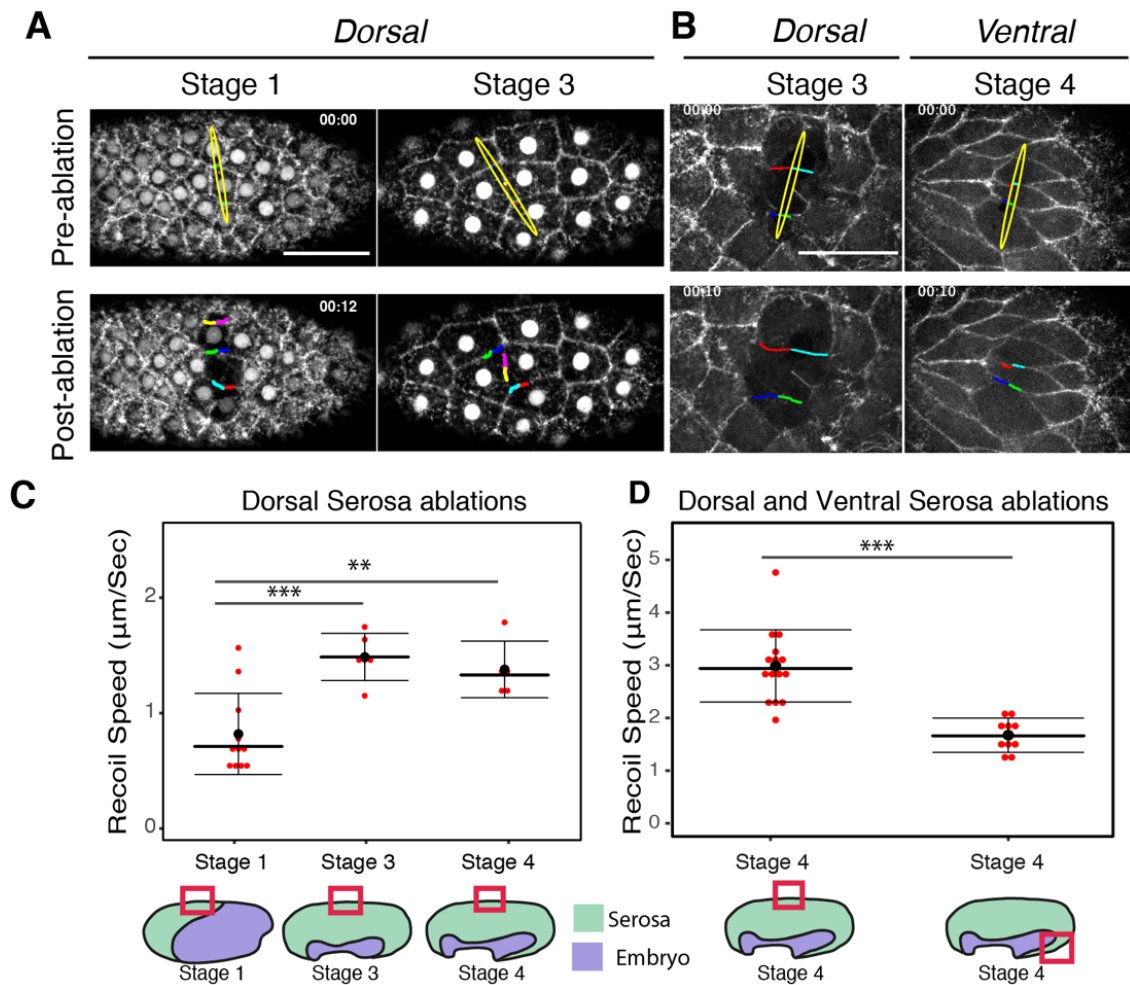 A
Dorsal
Stage 1
Stage 3
B
Dorsal
Ventral
Stage 3
Stage 4
Pre-ablation
00:00
00:00
00:00
Post-ablation
00:12
00:10
00:10
C
Dorsal Serosa ablations
Recoil Speed (µm/Sec)
2
1
0
**
***
Stage 1
Stage 3
Stage 4
Stage 1
Stage 3
Stage 4
Serosa
Embryo
D
Dorsal and Ventral Serosa ablations
Recoil Speed (µm/Sec)
5
4
3
2
1
0
***
Stage 4
Stage 4
Stage 4
Stage 4